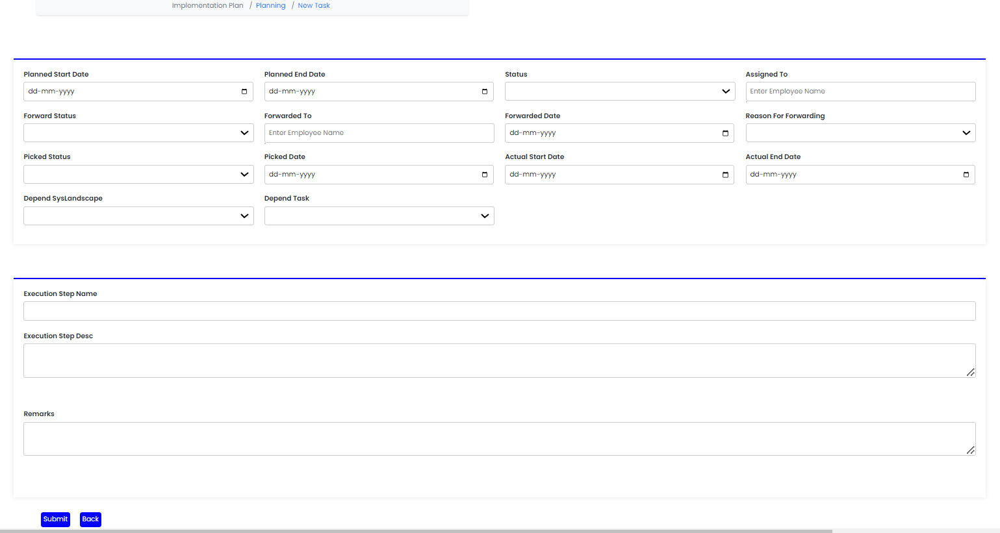 Implementation Plan / Planning / New Task
Planned Start Date Planned End Date Status Assigned To
dd-mm-yyyy dd-mm-yyyy Enter Employee Name
Forward Status Forwarded To Forwarded Date Reason For Forwarding
Enter Employee Name dd-mm-yyyy
Picked Status Picked Date Actual Start Date Actual End Date
dd-mm-yyyy dd-mm-yyyy dd-mm-yyyy
Depend SysLandscape Depend Task
Execution Step Name
Execution Step Desc
Remarks
Submit Back